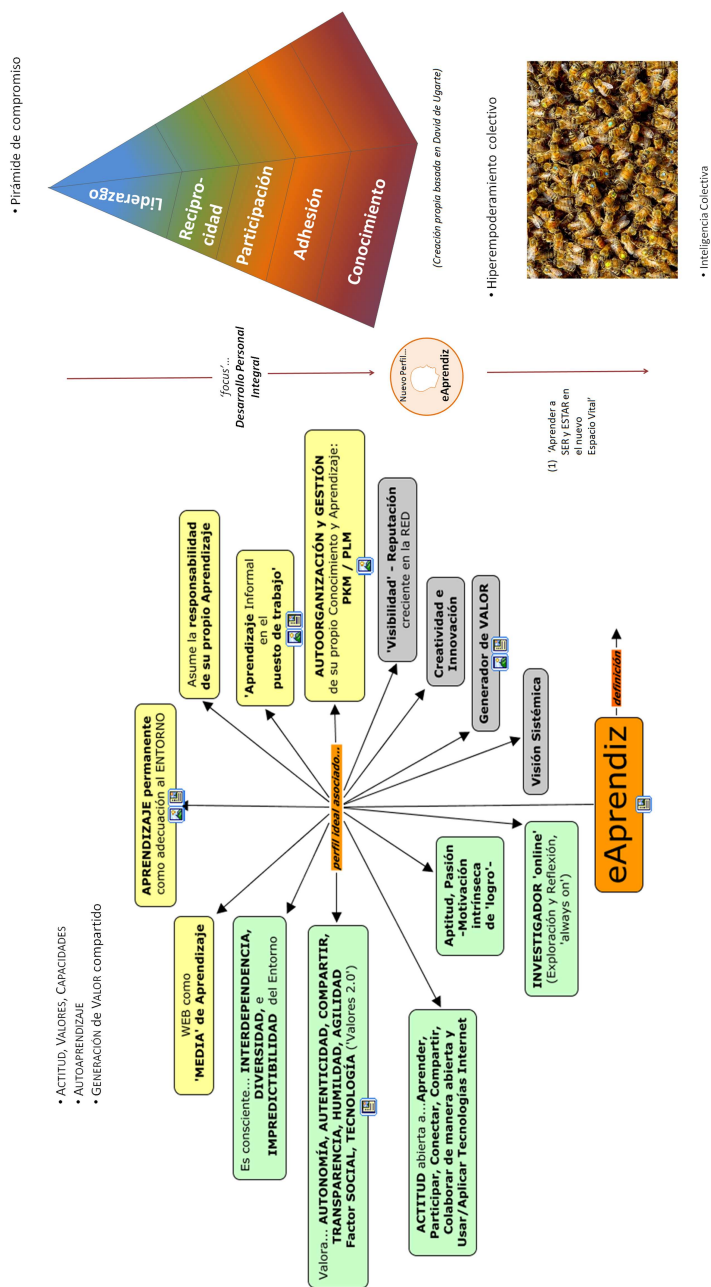 • ACTITUD, VALORES, CAPACIDADES
• AUTOAPRENDIZAJE
• GENERACIÓN de VALOR compartido
APRENDIZAJE permanente
como adecuación al ENTORNO
Asume la responsabilidad
de su propio Aprendizaje
'Aprendizaje Informal
en el
puesto de trabajo'
AUTOORGANIZACIÓN y GESTIÓN
de su propio Conocimiento y Aprendizaje:
PKM / PLM
'Visibilidad' - Reputación
creciente en la RED
Creatividad e
Innovación
Generador de VALOR
Visión Sistémica
WEB como
'MEDIA' de Aprendizaje
Es consciente... INTERDEPENDENCIA,
DIVERSIDAD, e
IMPREDICTIBILIDAD del Entorno
Valora... AUTONOMÍA, AUTENTICIDAD, COMPARTIR,
TRANSPARENCIA, HUMILDAD, AGILIDAD
Factor SOCIAL, TECNOLOGÍA ('Valores 2.0')
ACTITUD abierta a...Aprender,
Participar, Conectar, Compartir,
Colaborar de manera abierta y
Usar/Aplicar Tecnologías Internet
Aptitud, Pasión
-Motivación
intrínseca
de 'logro'-
INVESTIGADOR 'online'
(Exploración y Reflexión,
'always on')
perfil ideal asociado...
eAprendiz
definición
'focus'...
Desarrollo Personal
Integral
Nuevo Perfil...
eAprendiz
(1) 'Aprender a
SER y ESTAR en
el nuevo
Espacio Vital'
• Pirámide de compromiso
Liderazgo
Recipro-
cidad
Participación
Adhesión
Conocimiento
(Creación propia basada en David de Ugarte)
• Hiperempoderamiento colectivo
• Inteligencia Colectiva